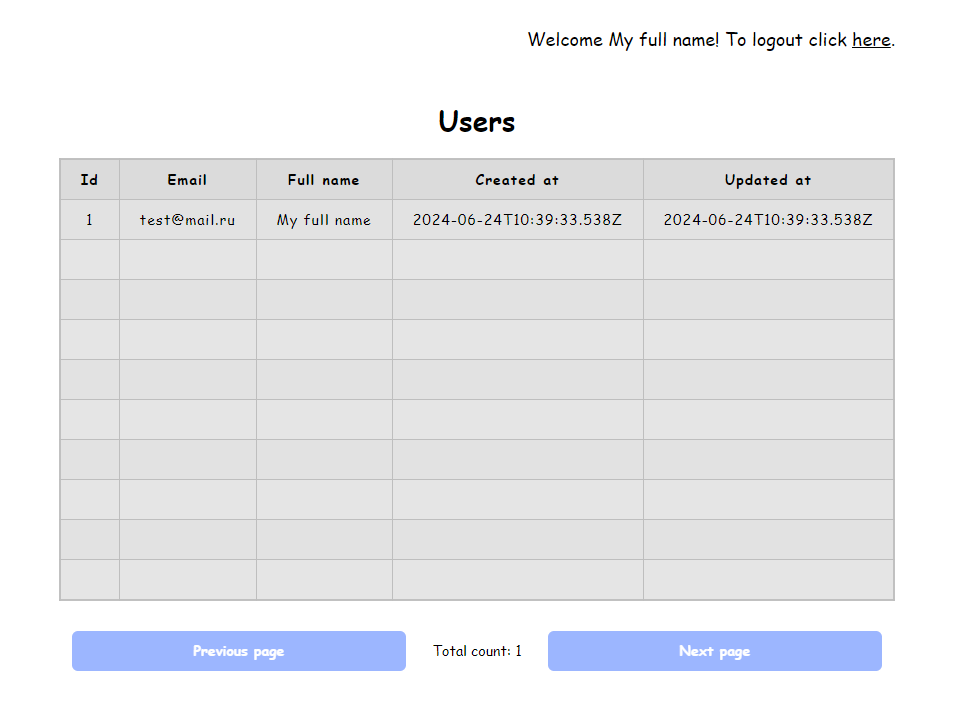 Welcome My full name! To logout click here.
Users
Id Email Full name Created at Updated at
1 test@mail.ru My full name 2024-06-24T10:39:33.538Z 2024-06-24T10:39:33.538Z
Previous page Total count: 1 Next page